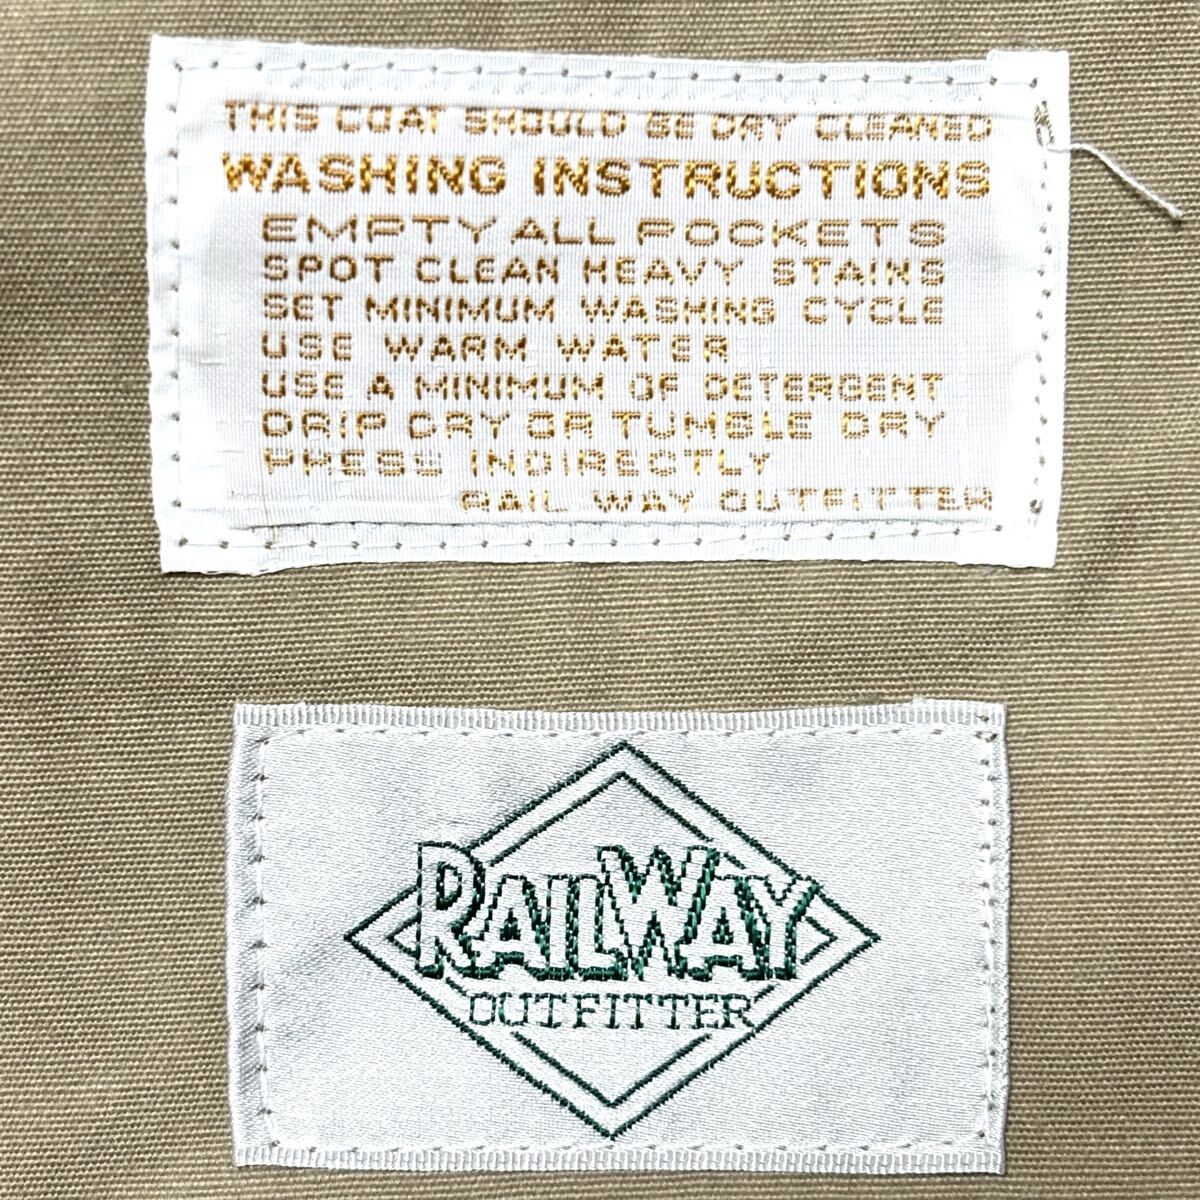 THIS COAT SHOULD BE DRY CLEANED
WASHING INSTRUCTIONS
EMPTY ALL POCKETS
SPOT CLEAN HEAVY STAINS
SET MINIMUM WASHING CYCLE
USE WARM WATER
USE A MINIMUM OF DETERGENT
DRIP DRY OR TUMBLE DRY
PRESS INDIRECTLY
RAIL WAY OUTFITTER
RAILWAY
OUTFITTER